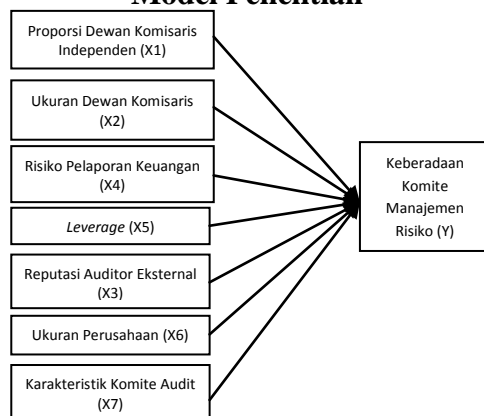 Model Penelitian
Proporsi Dewan Komisaris
Independen (X1)
Ukuran Dewan Komisaris
(X2)
Risiko Pelaporan Keuangan
(X4)
Leverage (X5)
Reputasi Auditor Eksternal
(X3)
Ukuran Perusahaan (X6)
Karakteristik Komite Audit
(X7)
Keberadaan
Komite
Manajemen
Risiko (Y)